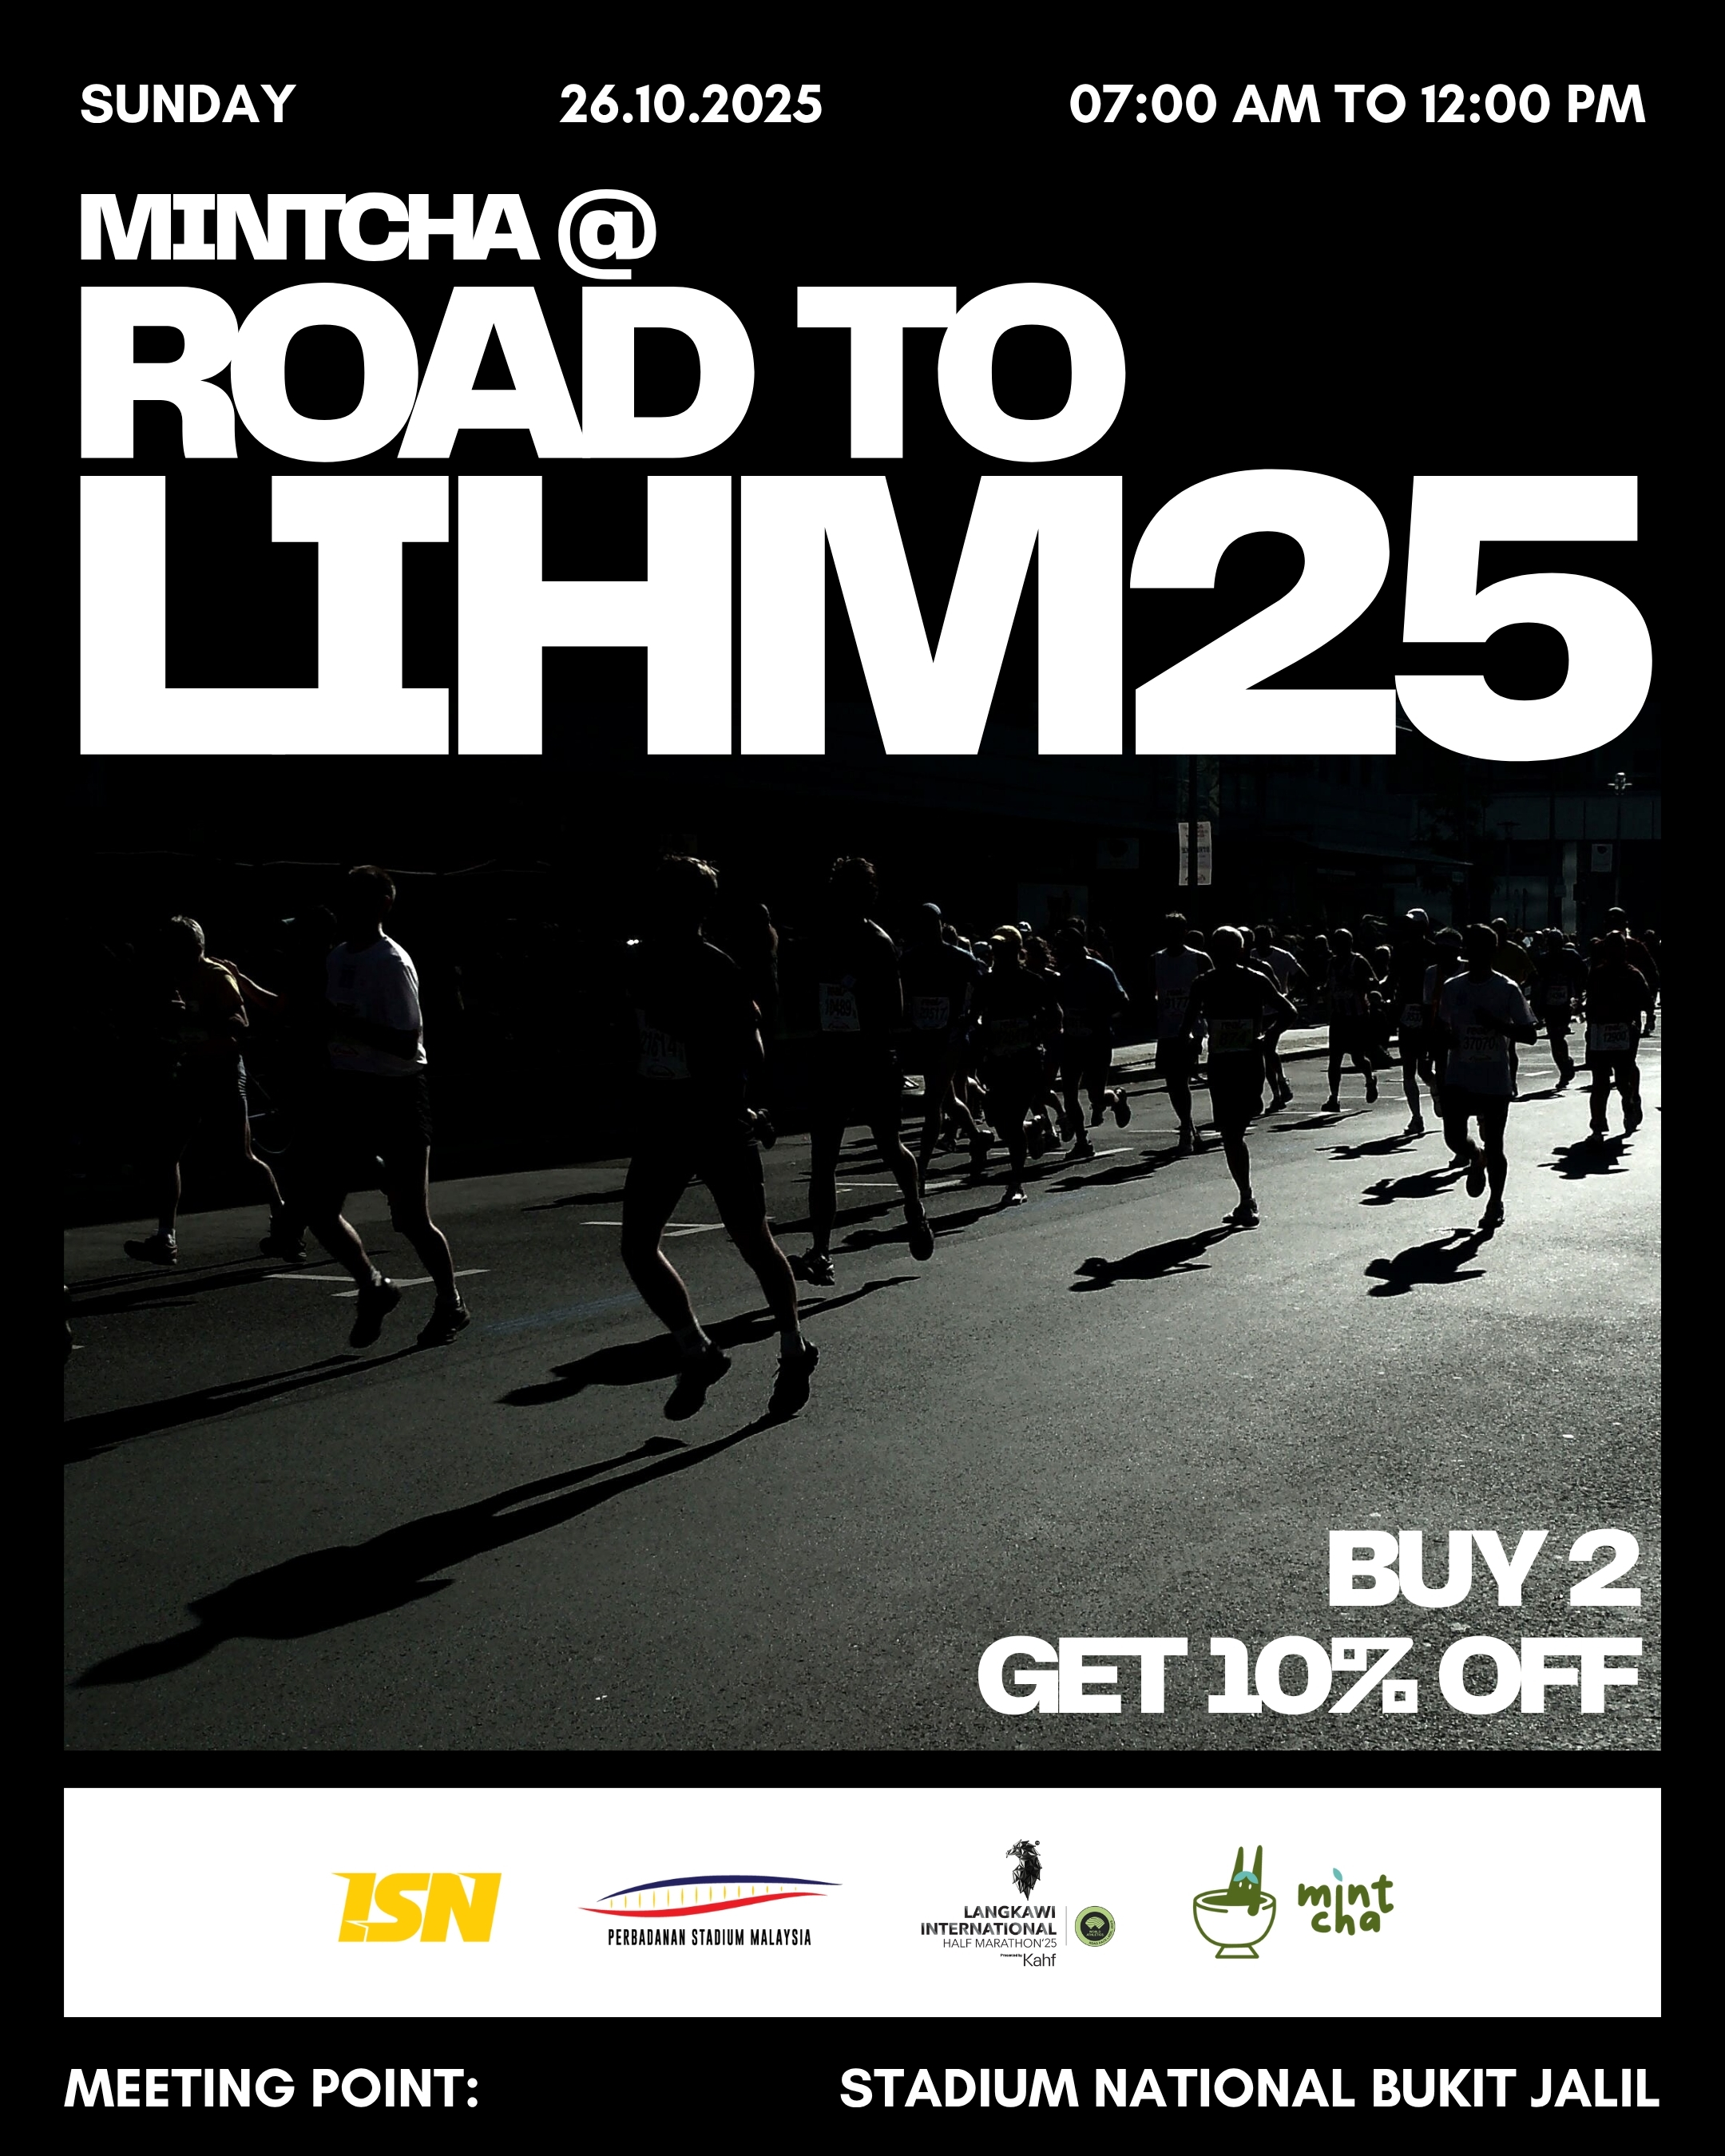 SUNDAY 26.10.2025 07:00 AM TO 12:00 PM
MINTCHA @
ROAD TO
LIHM25
BUY 2
GET 10% OFF
ISN
PERBADANAN STADIUM MALAYSIA
LANGKAWI
INTERNATIONAL
HALF MARATHON'25
Presented by
Kahf
mint
cha
MEETING POINT: STADIUM NATIONAL BUKIT JALIL